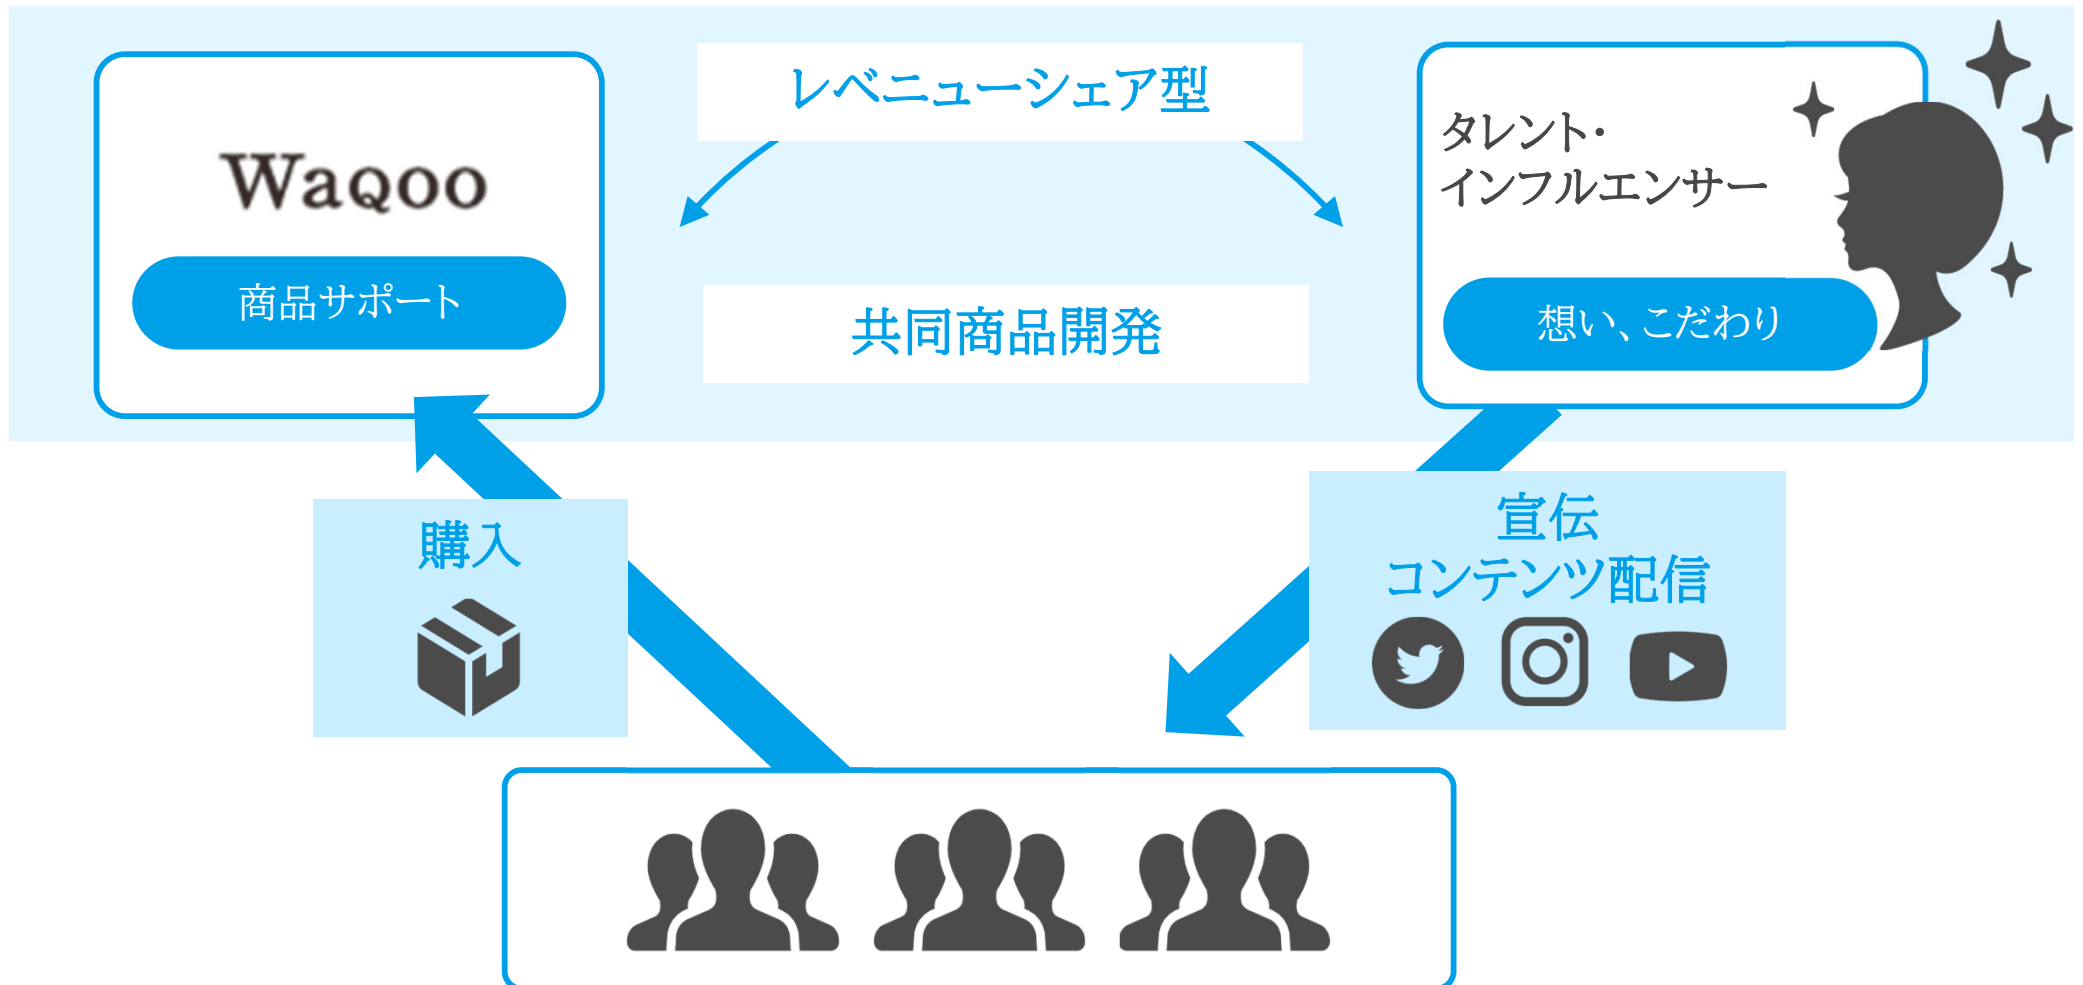 レベニューシェア型
Waqoo
商品サポート
タレント・
インフルエンサー
想い、こだわり
共同商品開発
購入
宣伝
コンテンツ配信